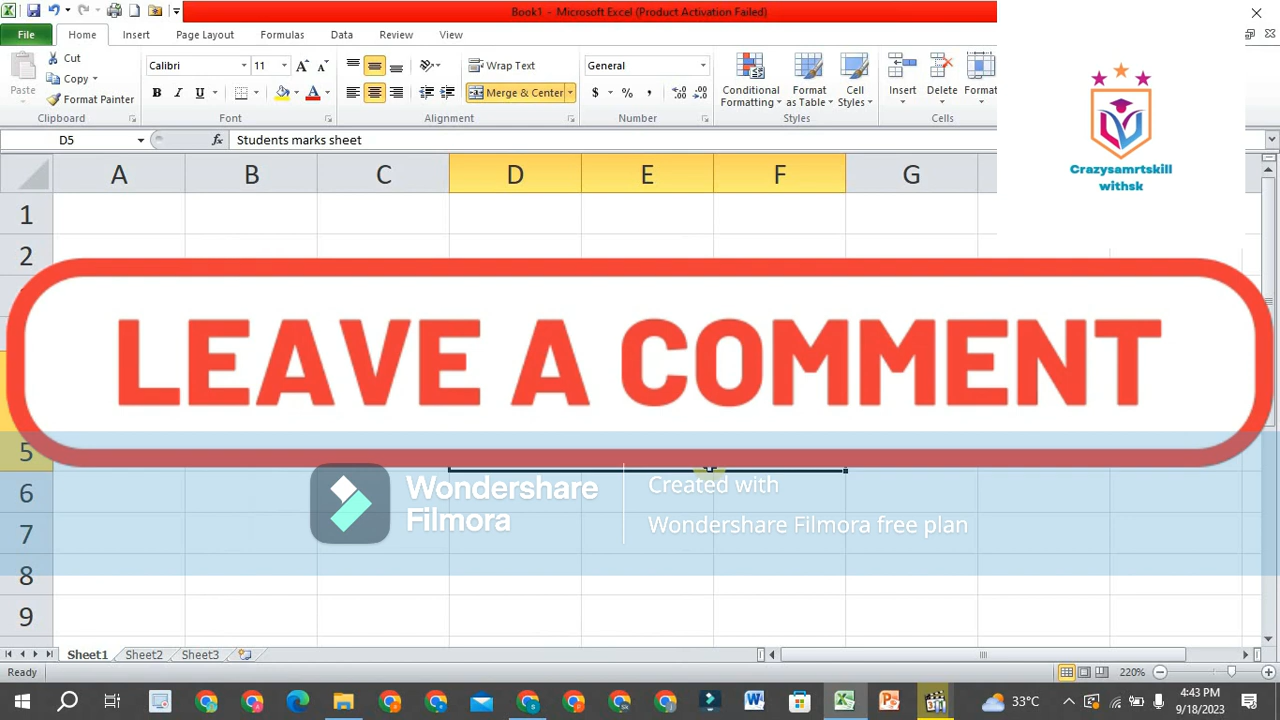 Book1 - Microsoft Excel (Product Activation Failed)
File Home Insert Page Layout Formulas Data Review View
Cut
Calibri 11
Wrap Text
General
Copy
Paste
Format Painter
Merge & Center
Conditional Formatting
Format as Table
Cell Styles
Insert
Delete
Format
Clipboard Font Alignment Number Styles Cells
Crazysamrtskill
withsk
D5 fx Students marks sheet
A B C D E F G
1
2
LEAVE A COMMENT
5
6
7
8
9
Wondershare
Filmora
Created with
Wondershare Filmora free plan
Sheet1 Sheet2 Sheet3
Ready
220%
33°C
4:43 PM
9/18/2023